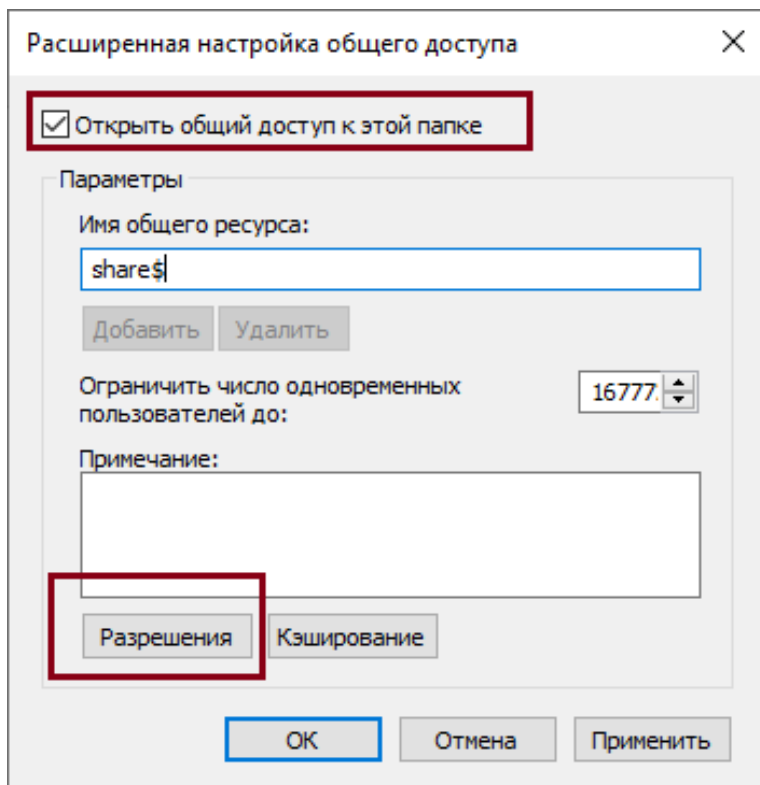 Расширенная настройка общего доступа
Открыть общий доступ к этой папке
Параметры
Имя общего ресурса:
share$
Добавить Удалить
Ограничить число одновременных
пользователей до:
16777
Примечание:
Разрешения Кэширование
ОК Отмена Применить